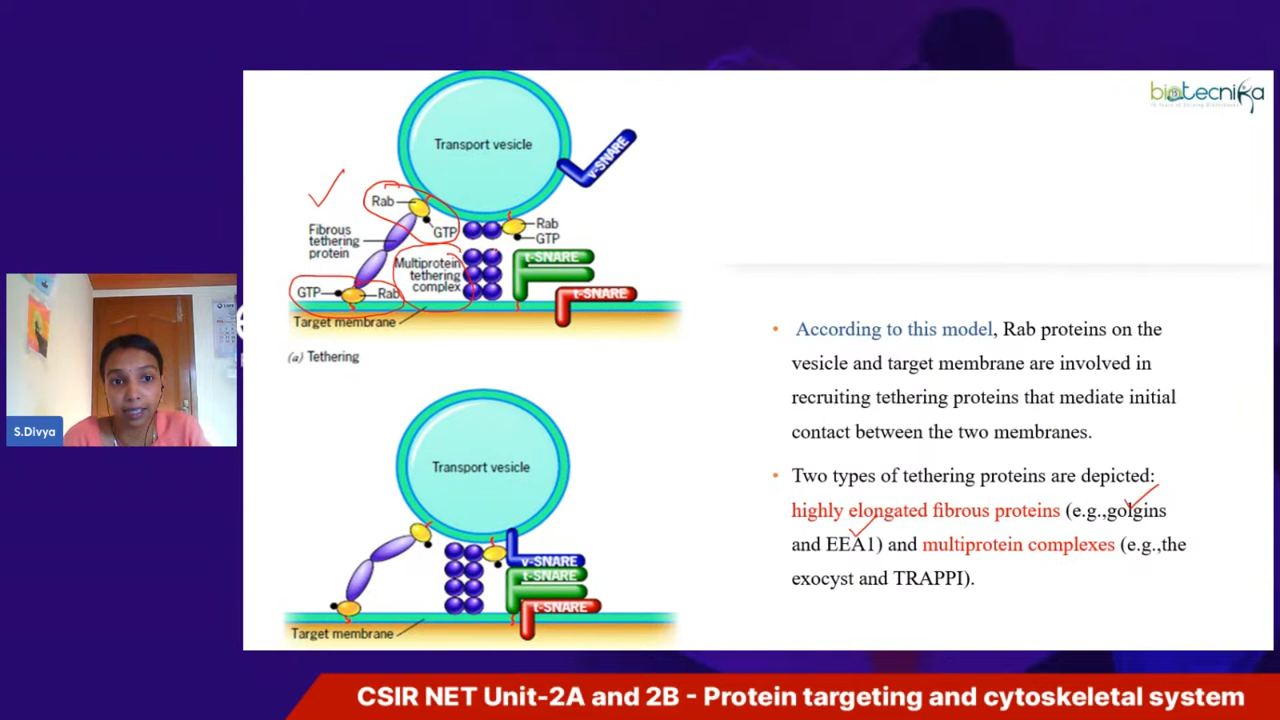 biotecnika
Transport vesicle
v-SNARE
Rab
GTP
Rab
GTP
Fibrous
tethering
protein
Multiprotein
tethering
complex
t-SNARE
t-SNARE
GTP
Rab
Target membrane
(a) Tethering
Transport vesicle
v-SNARE
t-SNARE
t-SNARE
Target membrane
• According to this model, Rab proteins on the
vesicle and target membrane are involved in
recruiting tethering proteins that mediate initial
contact between the two membranes.
• Two types of tethering proteins are depicted:
highly elongated fibrous proteins (e.g.,golgins
and EEA1) and multiprotein complexes (e.g.,the
exocyst and TRAPPI).
S.Divya
CSIR NET Unit-2A and 2B - Protein targeting and cytoskeletal system